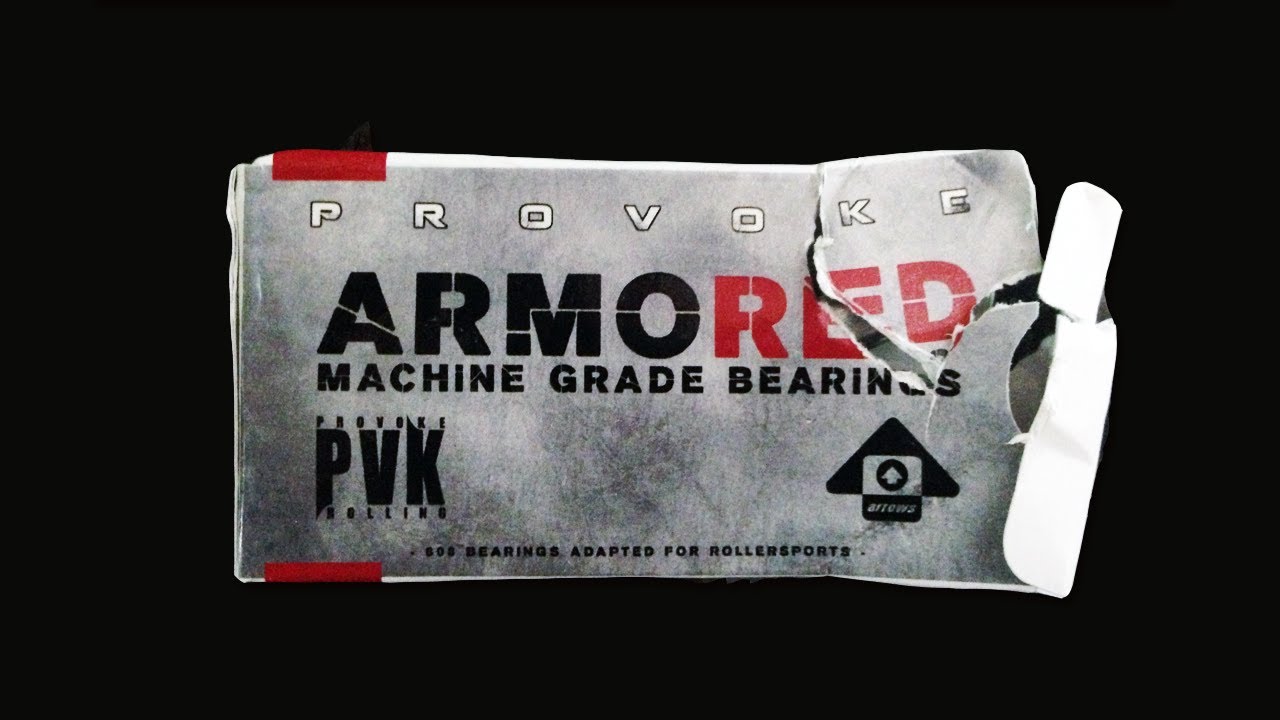 PROVOKE
ARMORED
MACHINE GRADE BEARINGS
PROVOKE
PVK
ROLLING
arrows
- 608 BEARINGS ADAPTED FOR ROLLERSPORTS -